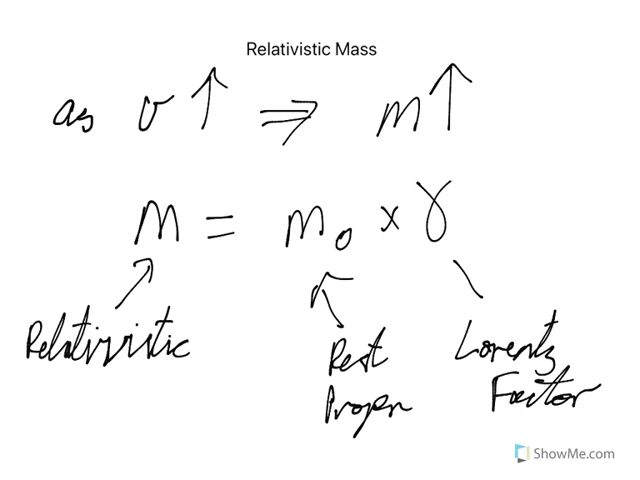 Relativistic Mass
as v ↑ ⇒ m ↑
m = m₀ × γ
Relativistic
Rest
Proper
Lorentz
Factor
ShowMe.com